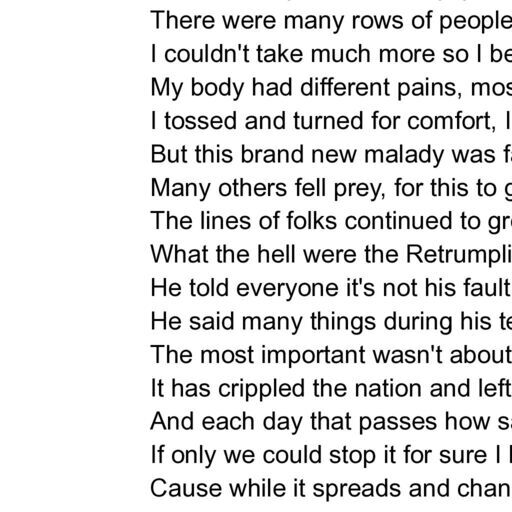 There were many rows of people
I couldn't take much more so I be
My body had different pains, mos
I tossed and turned for comfort, I
But this brand new malady was fa
Many others fell prey, for this to g
The lines of folks continued to gr
What the hell were the Retrumpli
He told everyone it's not his fault
He said many things during his te
The most important wasn't about
It has crippled the nation and left
And each day that passes how sa
If only we could stop it for sure I
Cause while it spreads and chan